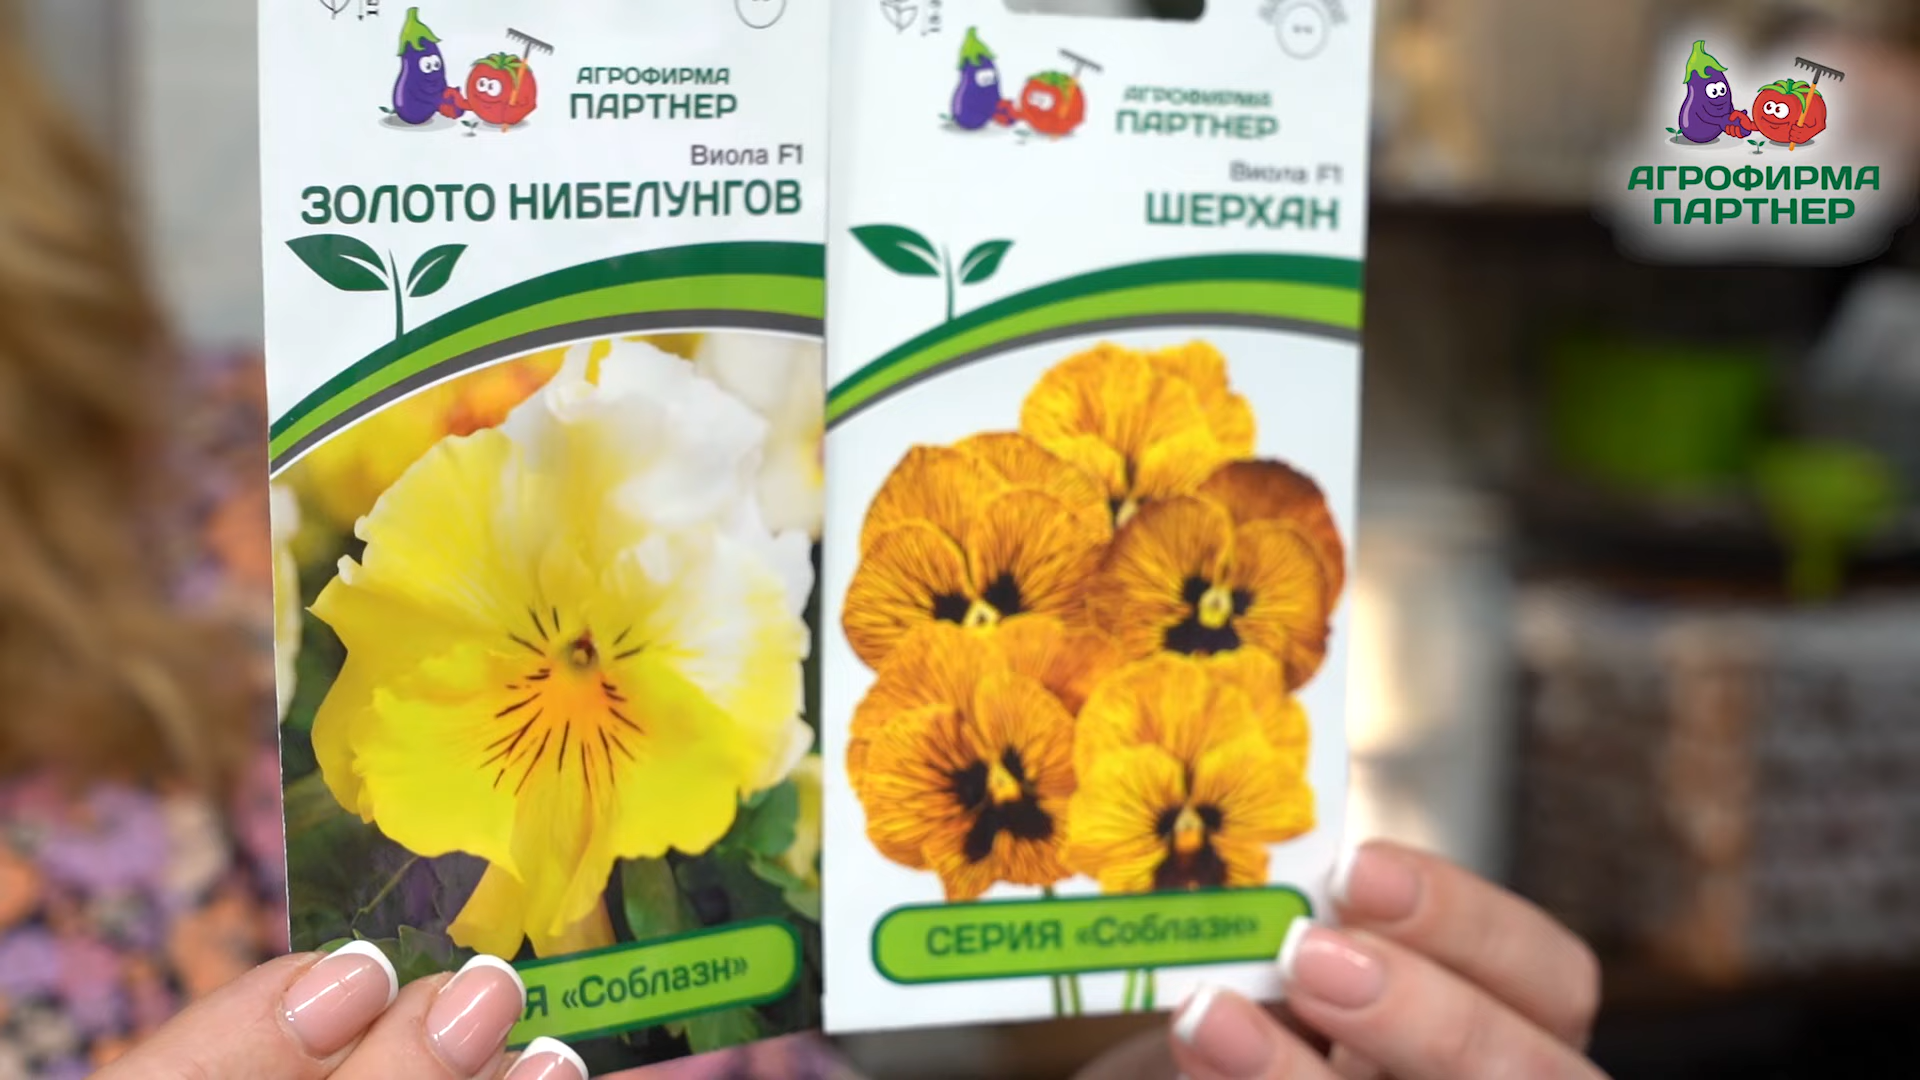 АГРОФИРМА
ПАРТНЕР
Виола F1
ЗОЛОТО НИБЕЛУНГОВ
Я «Соблазн»
АГРОФИРМА
ПАРТНЕР
Виола F1
ШЕРХАН
СЕРИЯ «Соблазн»
АГРОФИРМА
ПАРТНЕР